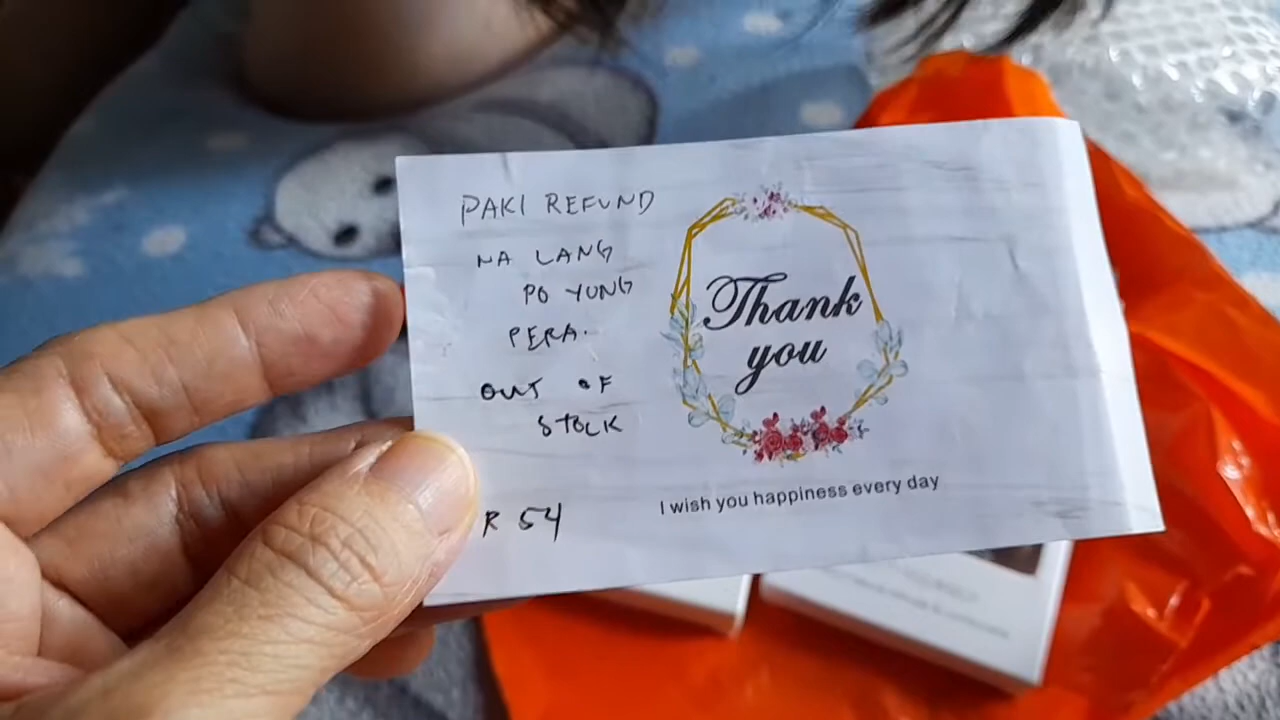 PAKI REFUND
NA LANG
PO YUNG
PERA.
OUT OF
STOCK
R 54
Thank
you
I wish you happiness every day